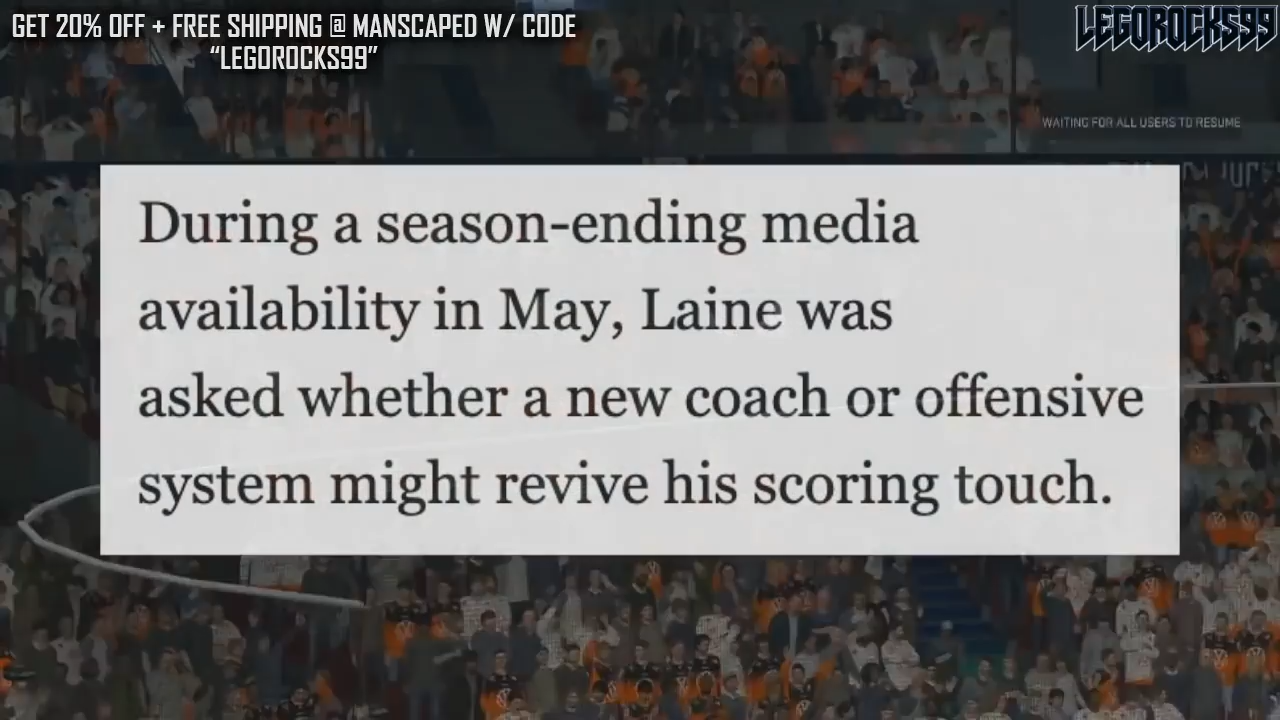 GET 20% OFF + FREE SHIPPING @ MANSCAPED W/ CODE
"LEGOROCKS99"
LEGOROCKS99
WAITING FOR ALL USERS TO RESUME
During a season-ending media
availability in May, Laine was
asked whether a new coach or offensive
system might revive his scoring touch.